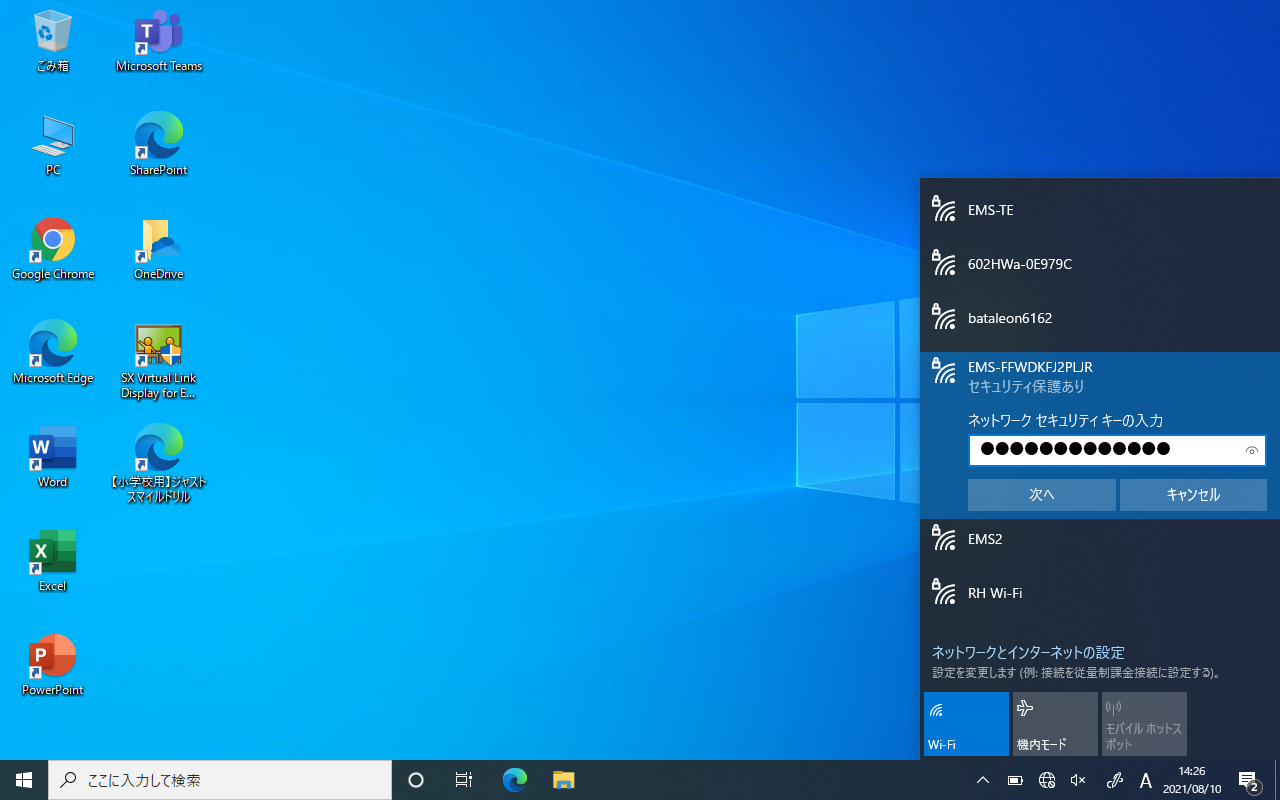 ごみ箱
Microsoft Teams
PC
SharePoint
Google Chrome
OneDrive
Microsoft Edge
SX Virtual Link
Display for E...
Word
【小学校用】ジャスト
スマイルドリル
Excel
PowerPoint
EMS-TE
602HWa-0E979C
bataleon6162
EMS-FFWDKFJ2PLJR
セキュリティ保護あり
ネットワーク セキュリティ キーの入力
●●●●●●●●●●●●●
次へ
キャンセル
EMS2
RH Wi-Fi
ネットワークとインターネットの設定
設定を変更します (例: 接続を従量制課金接続に設定する)。
Wi-Fi
機内モード
モバイル ホットス
ポット
ここに入力して検索
A
14:26
2021/08/10
2